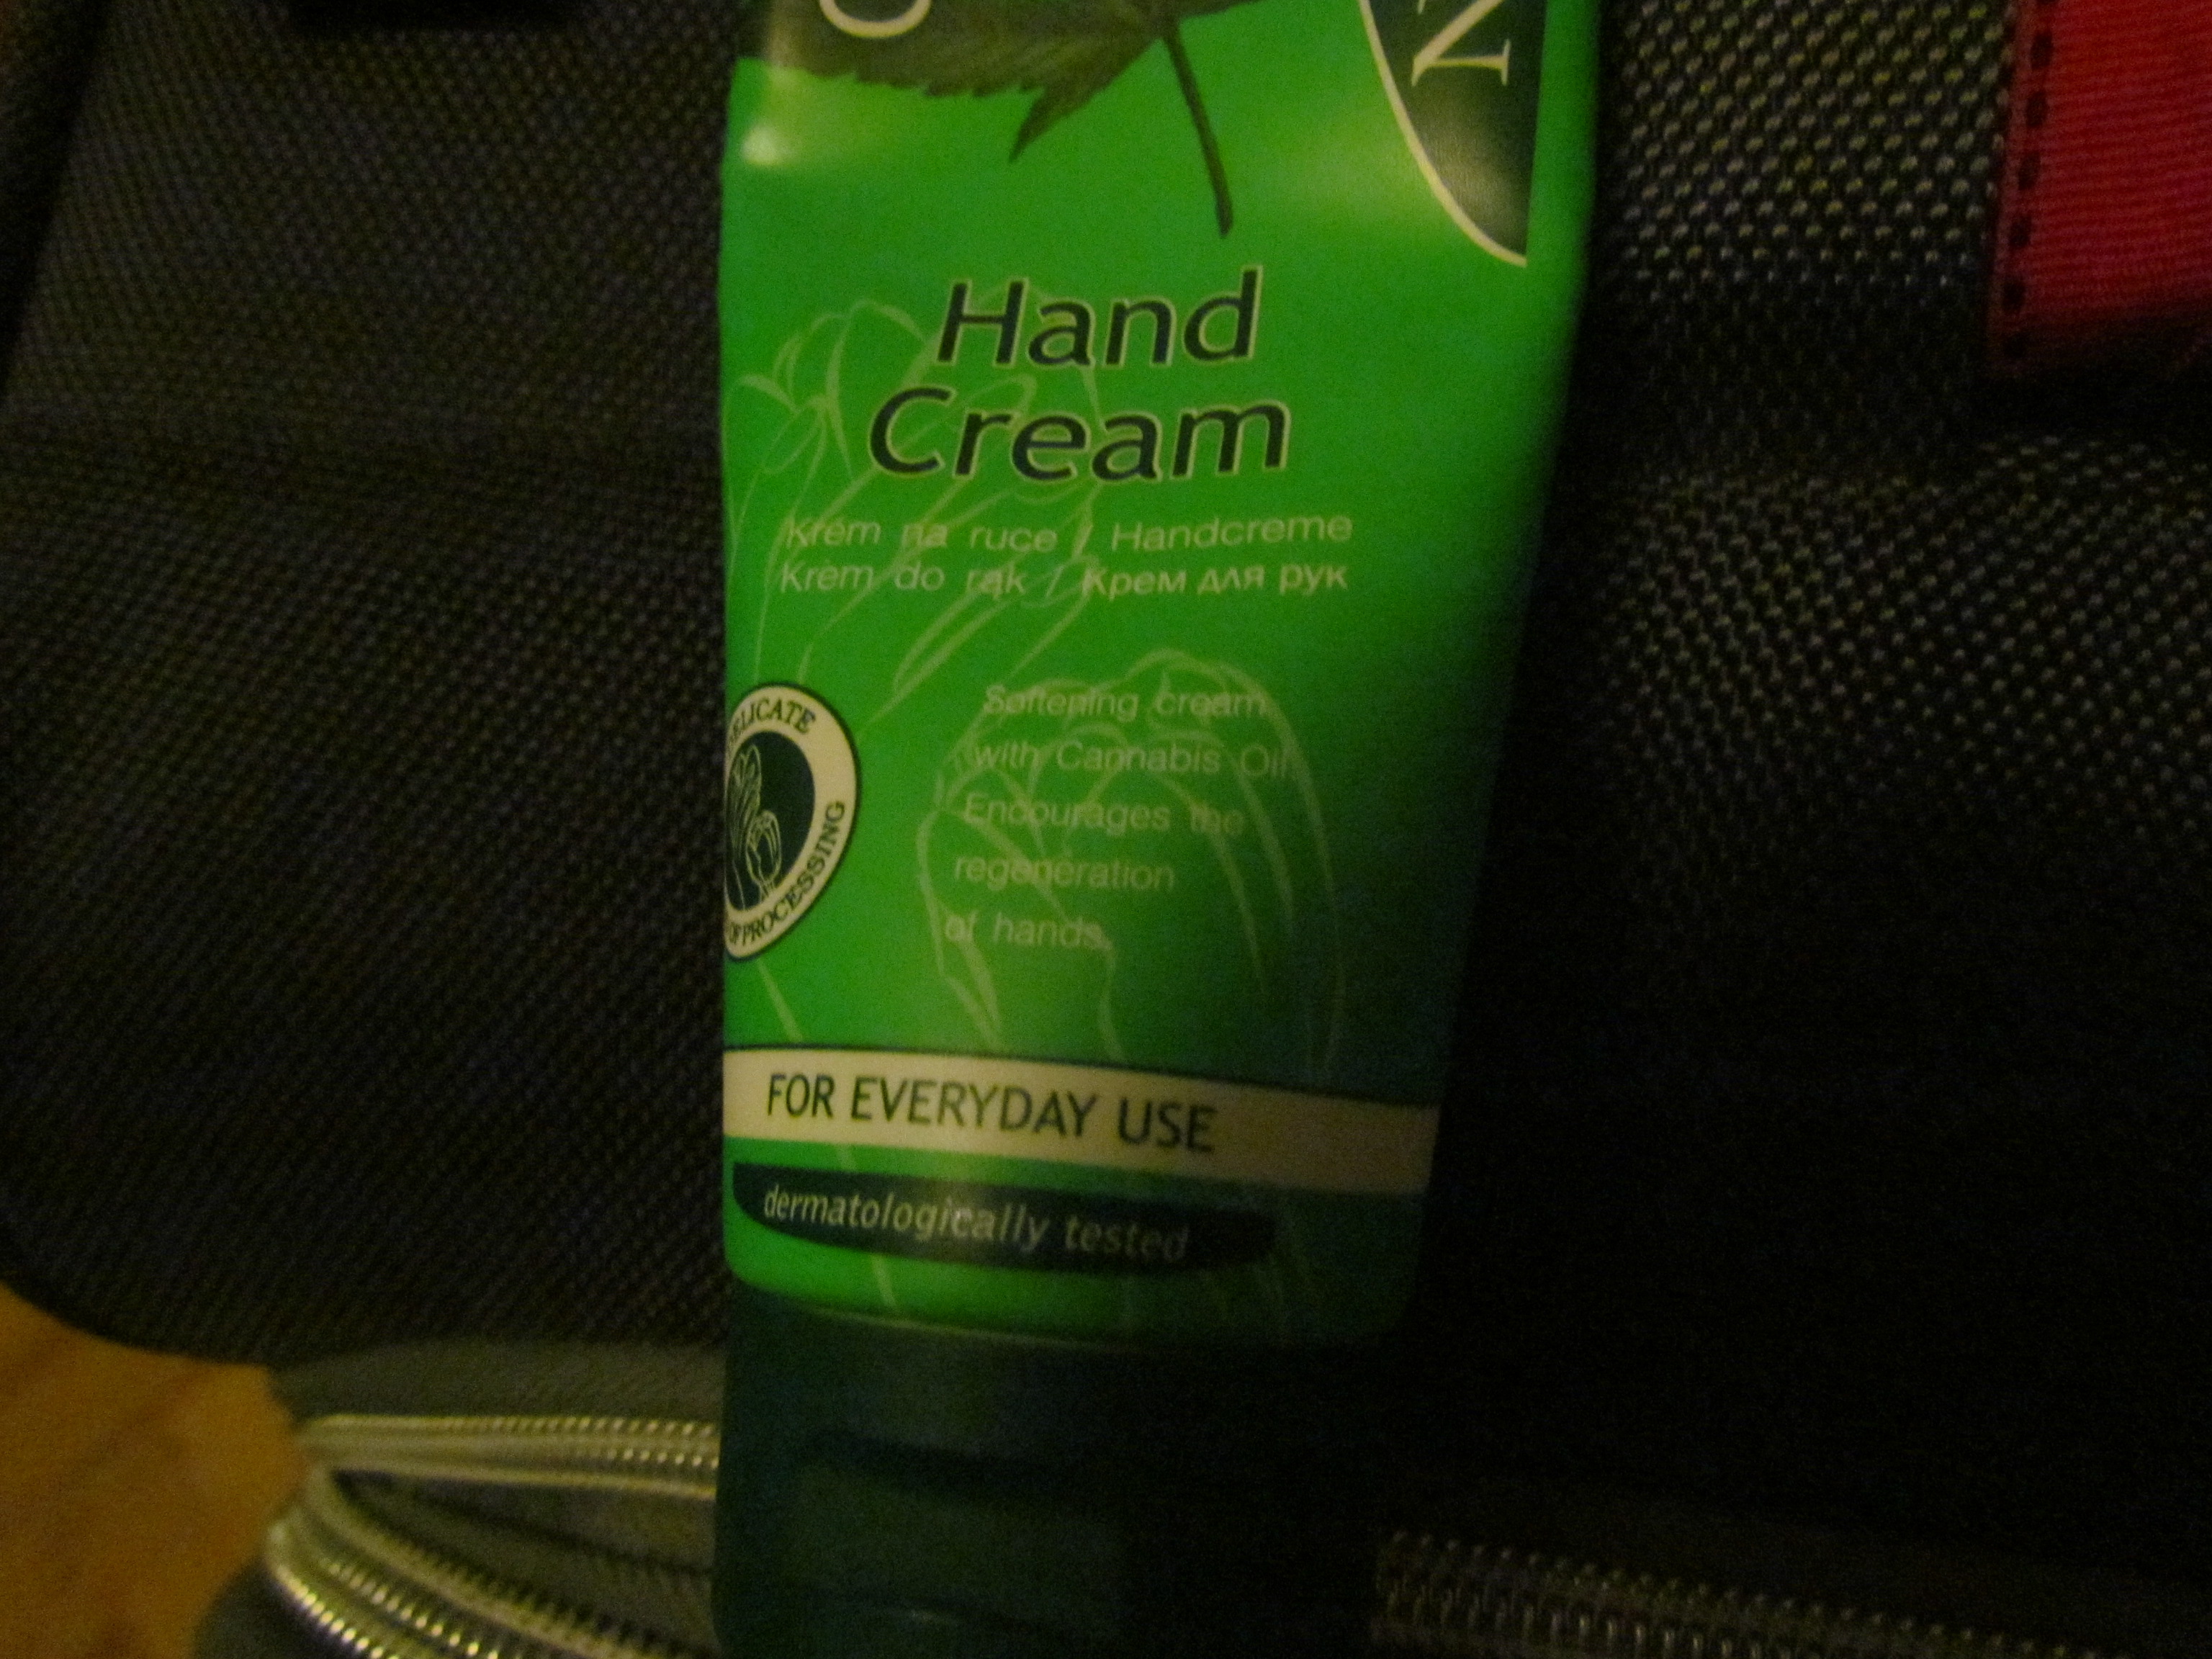 Hand
Cream
Krém na ruce / Handcreme
Krem do rąk / Крем для рук
DELICATE
OF PROCESSING
Softening cream
with Cannabis Oil.
Encourages the
regeneration
of hands.
FOR EVERYDAY USE
dermatologically tested